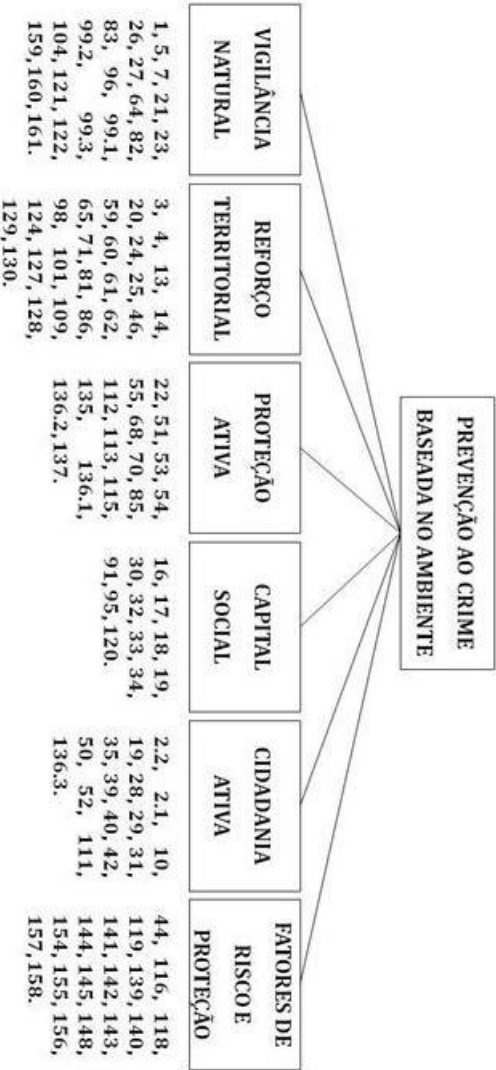 PREVENÇÃO AO CRIME
BASEADA NO AMBIENTE
VIGILÂNCIA
NATURAL
1, 5, 7, 21, 23,
26, 27, 64, 82,
83, 96, 99.1,
99.2, 99.3,
104, 121, 122,
159, 160, 161.
REFORÇO
TERRITORIAL
3, 4, 13, 14,
20, 24, 25, 46,
59, 60, 61, 62,
65, 71, 81, 86,
98, 101, 109,
124, 127, 128,
129, 130.
PROTEÇÃO
ATIVA
22, 51, 53, 54,
55, 68, 70, 85,
112, 113, 115,
135, 136.1,
136.2, 137.
CAPITAL
SOCIAL
16, 17, 18, 19,
30, 32, 33, 34,
91, 95, 120.
CIDADANIA
ATIVA
2.2, 2.1, 10,
19, 28, 29, 31,
35, 39, 40, 42,
50, 52, 111,
136.3.
FATORES DE
RISCO E
PROTEÇÃO
44, 116, 118,
119, 139, 140,
141, 142, 143,
144, 145, 148,
154, 155, 156,
157, 158.